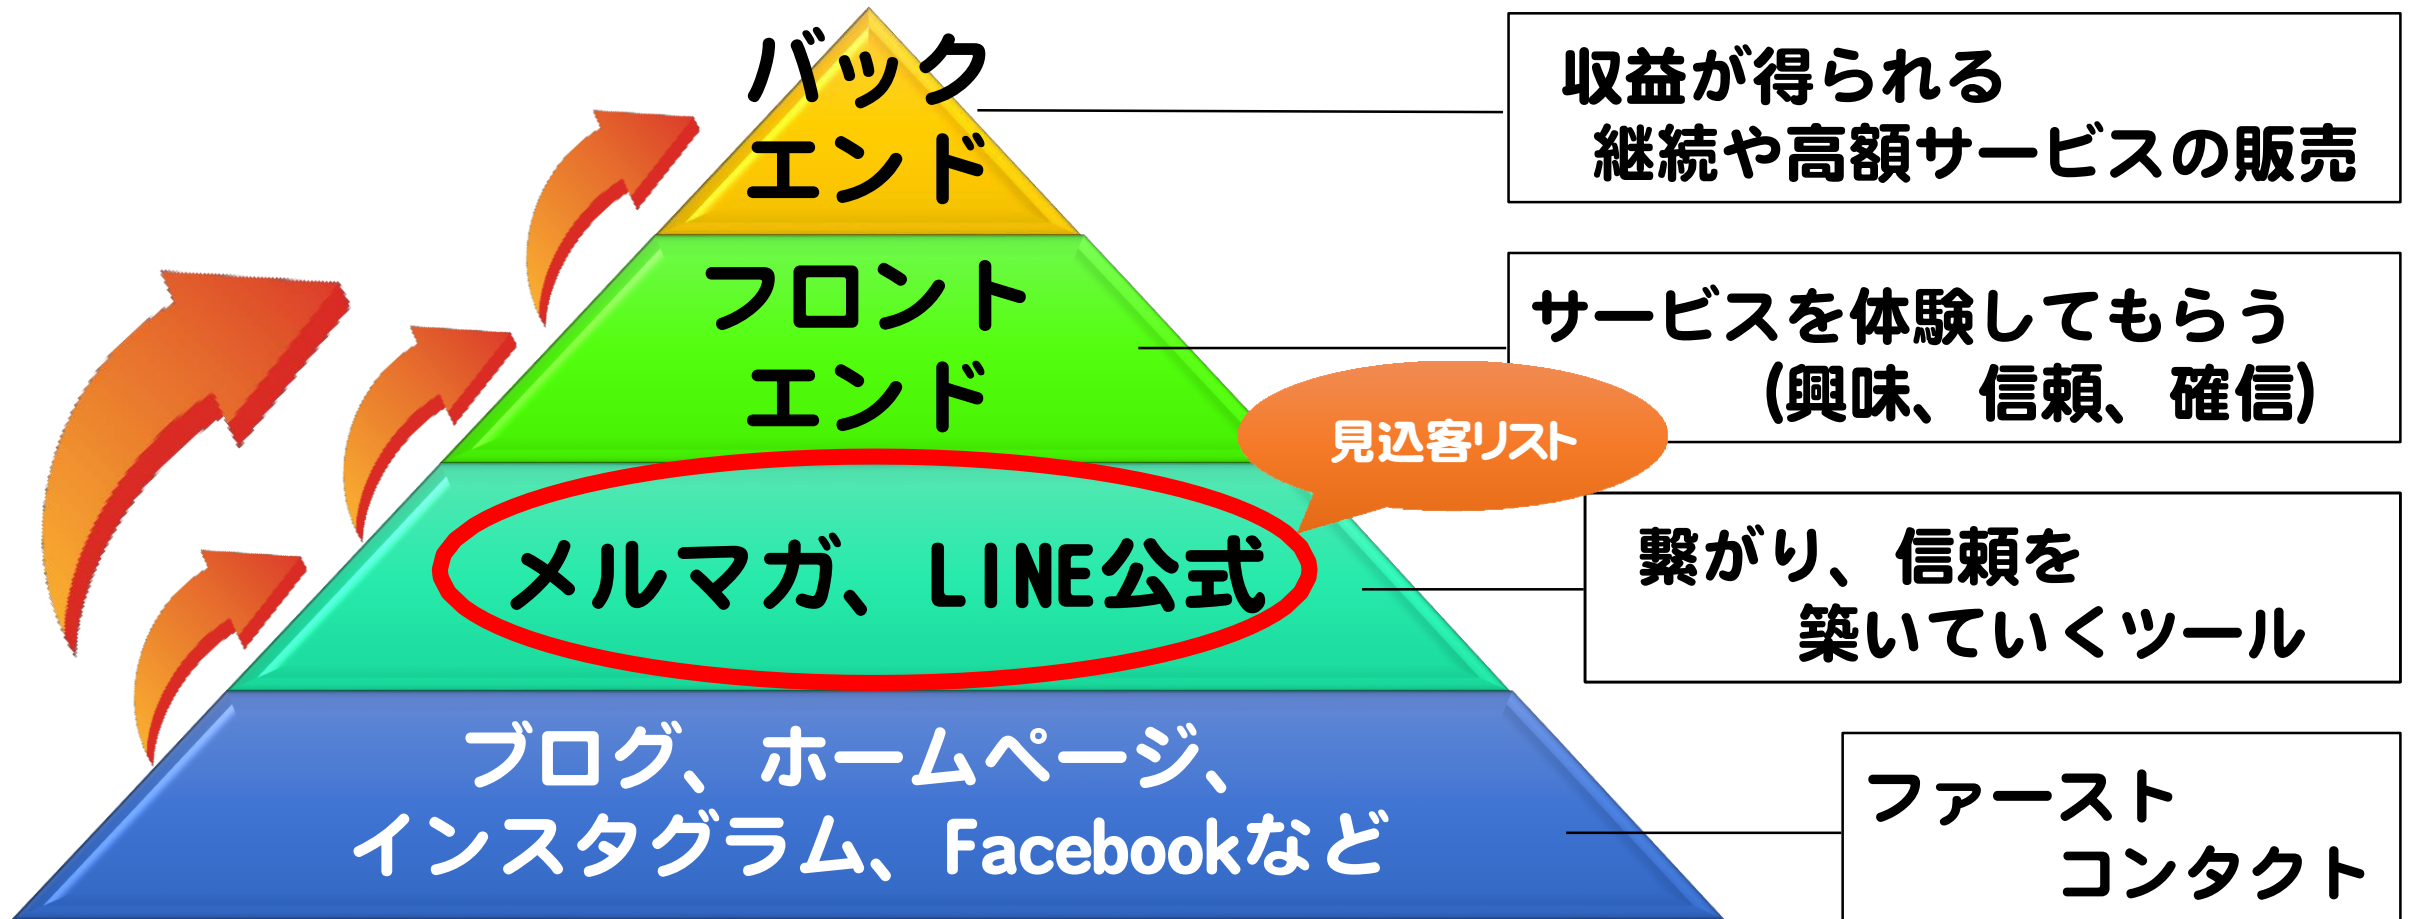 バック
エンド
収益が得られる
継続や高額サービスの販売
フロント
エンド
サービスを体験してもらう
(興味、信頼、確信)
見込客リスト
メルマガ、LINE公式
繋がり、信頼を
築いていくツール
ブログ、ホームページ、
インスタグラム、Facebookなど
ファースト
コンタクト